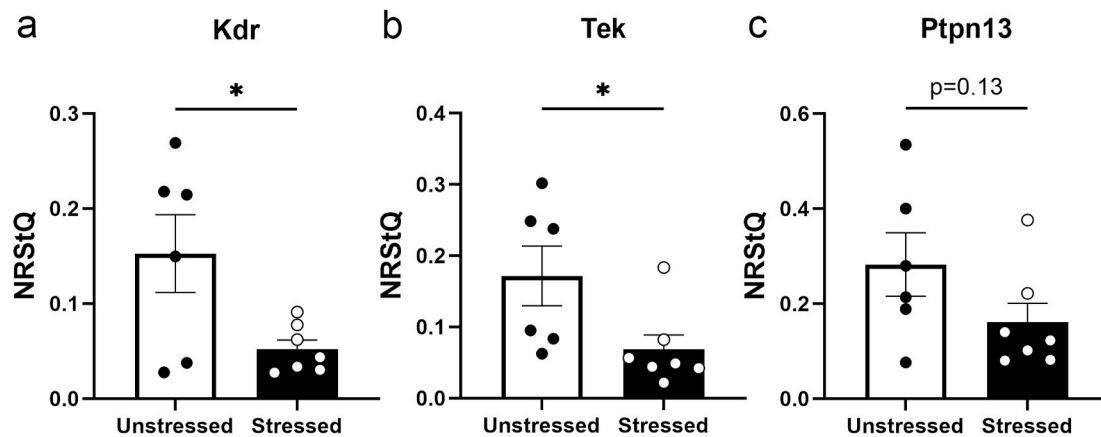 a
Kdr
*
0.3
0.2
0.1
0.0
NRStQ
Unstressed Stressed
b
Tek
*
0.4
0.3
0.2
0.1
0.0
NRStQ
Unstressed Stressed
c
Ptpn13
p=0.13
0.6
0.4
0.2
0.0
NRStQ
Unstressed Stressed